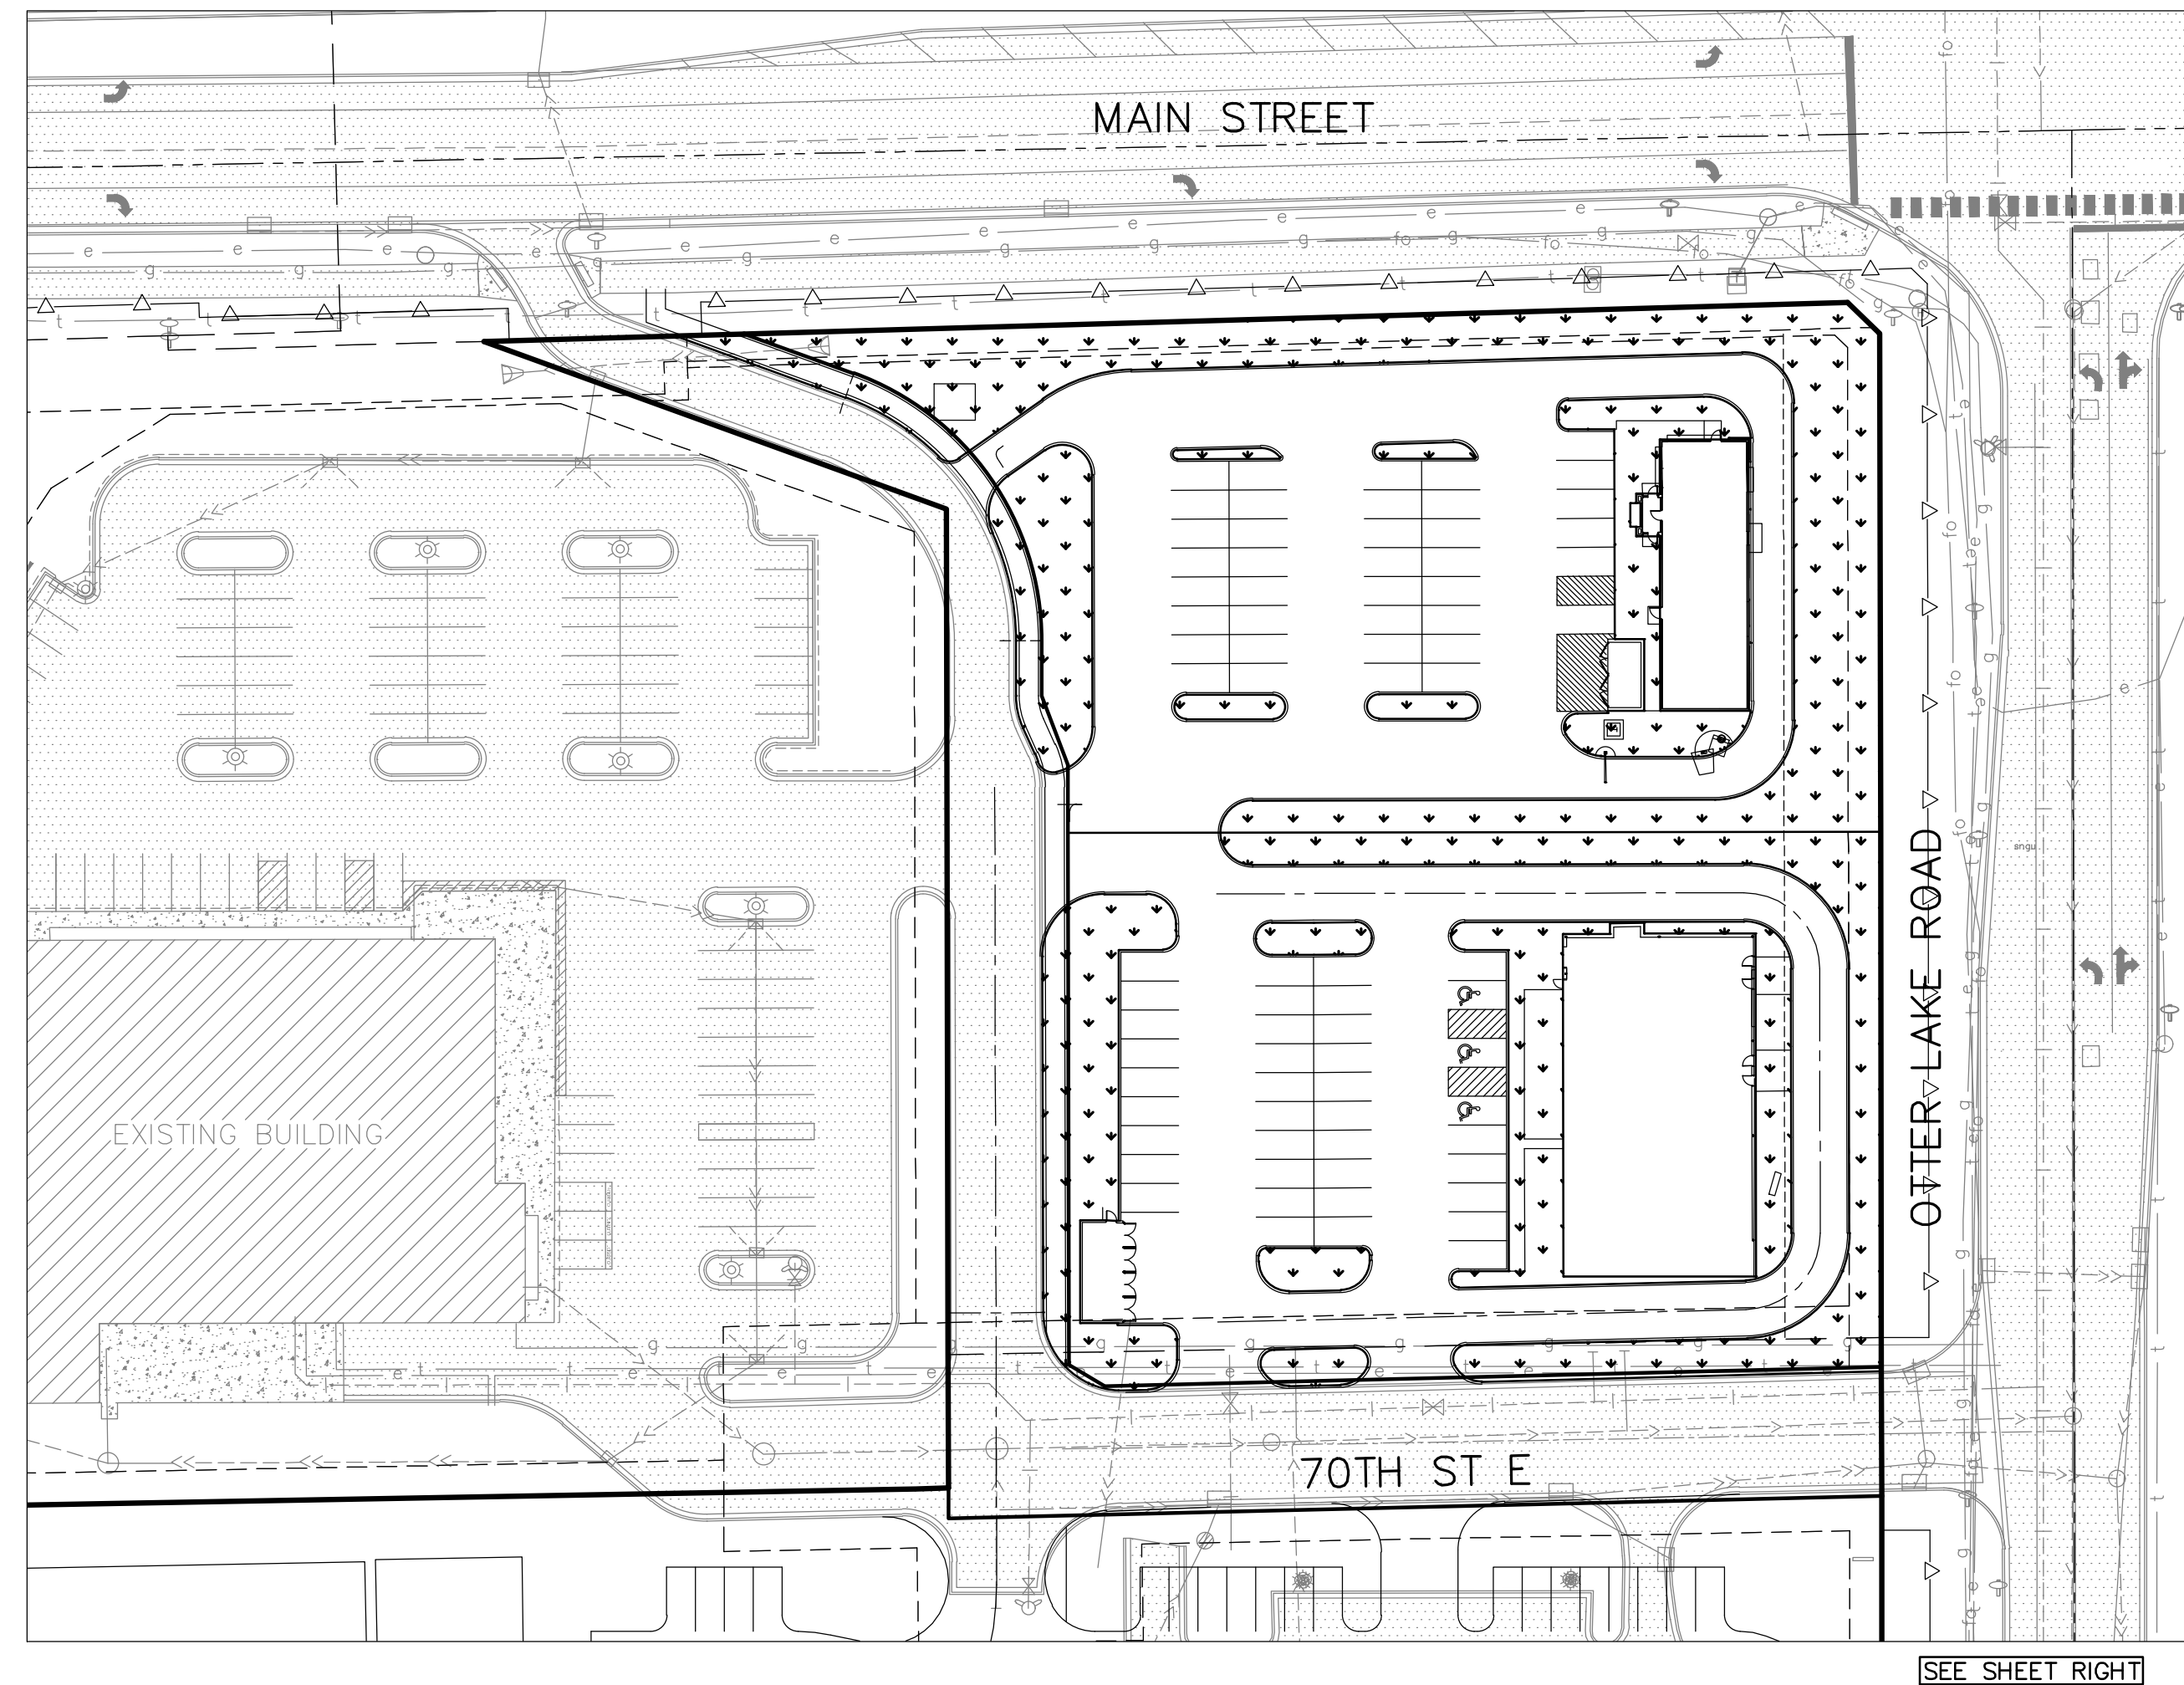 MAIN STREET
OTTER LAKE ROAD
EXISTING BUILDING
70TH ST E
SEE SHEET RIGHT